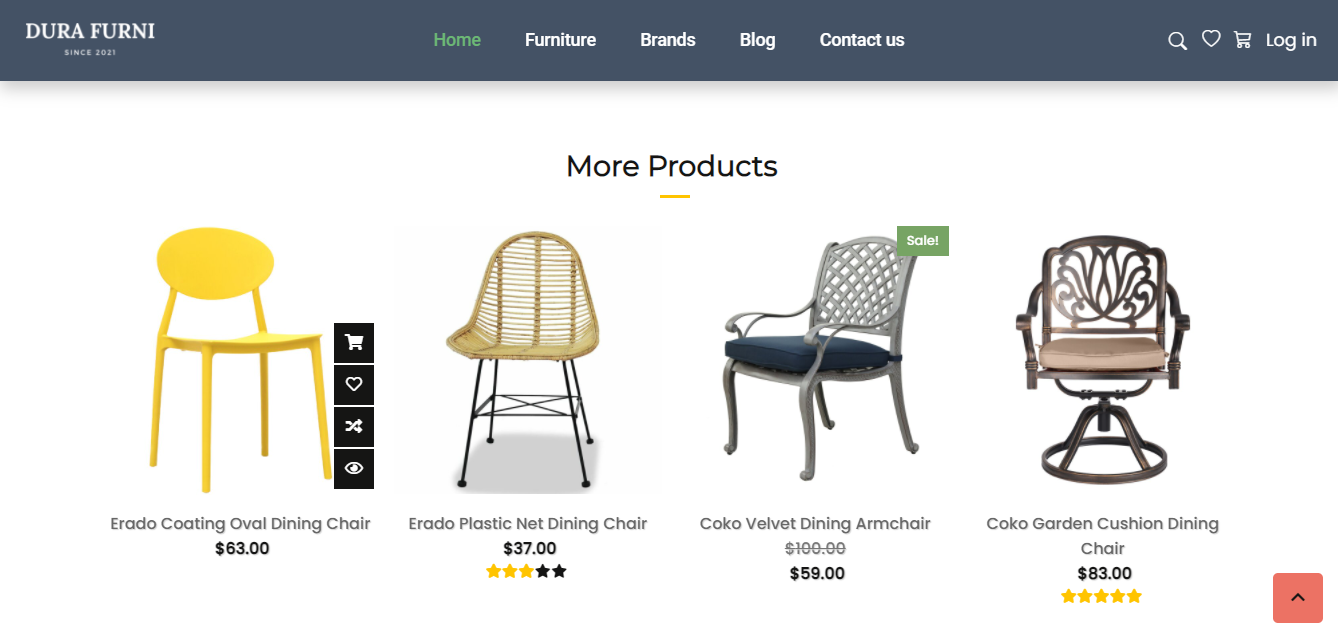 DURA FURNI
SINCE 2021
Home Furniture Brands Blog Contact us Log in
More Products
Sale!
Erado Coating Oval Dining Chair
$63.00
Erado Plastic Net Dining Chair
$37.00
Coko Velvet Dining Armchair
$100.00
$59.00
Coko Garden Cushion Dining
Chair
$83.00